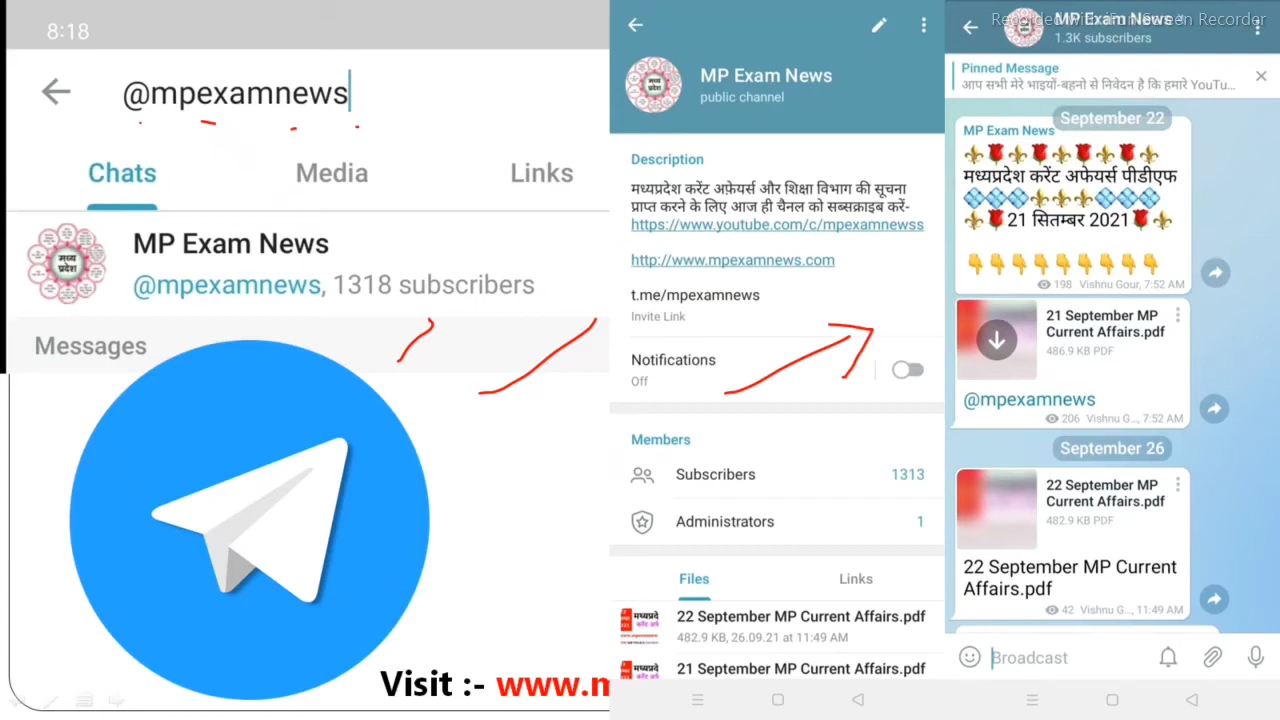 8:18
@mpexamnews
Chats Media Links
मध्य
प्रदेश
MP Exam News
@mpexamnews, 1318 subscribers
Messages
Visit :- www.m
मध्य
प्रदेश
MP Exam News
public channel
Description
मध्यप्रदेश करेंट अफ़ेयर्स और शिक्षा विभाग की सूचना
प्राप्त करने के लिए आज ही चैनल को सब्सक्राइब करें-
https://www.youtube.com/c/mpexamnewss
http://www.mpexamnews.com
t.me/mpexamnews
Invite Link
Notifications
Off
Members
Subscribers 1313
Administrators 1
Files Links
22 September MP Current Affairs.pdf
482.9 KB, 26.09.21 at 11:49 AM
21 September MP Current Affairs.pdf
MP Exam News
1.3K subscribers
Screen Recorder
Pinned Message
आप सभी मेरे भाइयों-बहनो से निवेदन है कि हमारे YouTu...
September 22
MP Exam News
मध्यप्रदेश करेंट अफेयर्स पीडीएफ
21 सितम्बर 2021
198 Vishnu Gour, 7:52 AM
21 September MP
Current Affairs.pdf
486.9 KB PDF
@mpexamnews
206 Vishnu G..., 7:52 AM
September 26
22 September MP
Current Affairs.pdf
482.9 KB PDF
22 September MP Current
Affairs.pdf
42 Vishnu G..., 11:49 AM
Broadcast